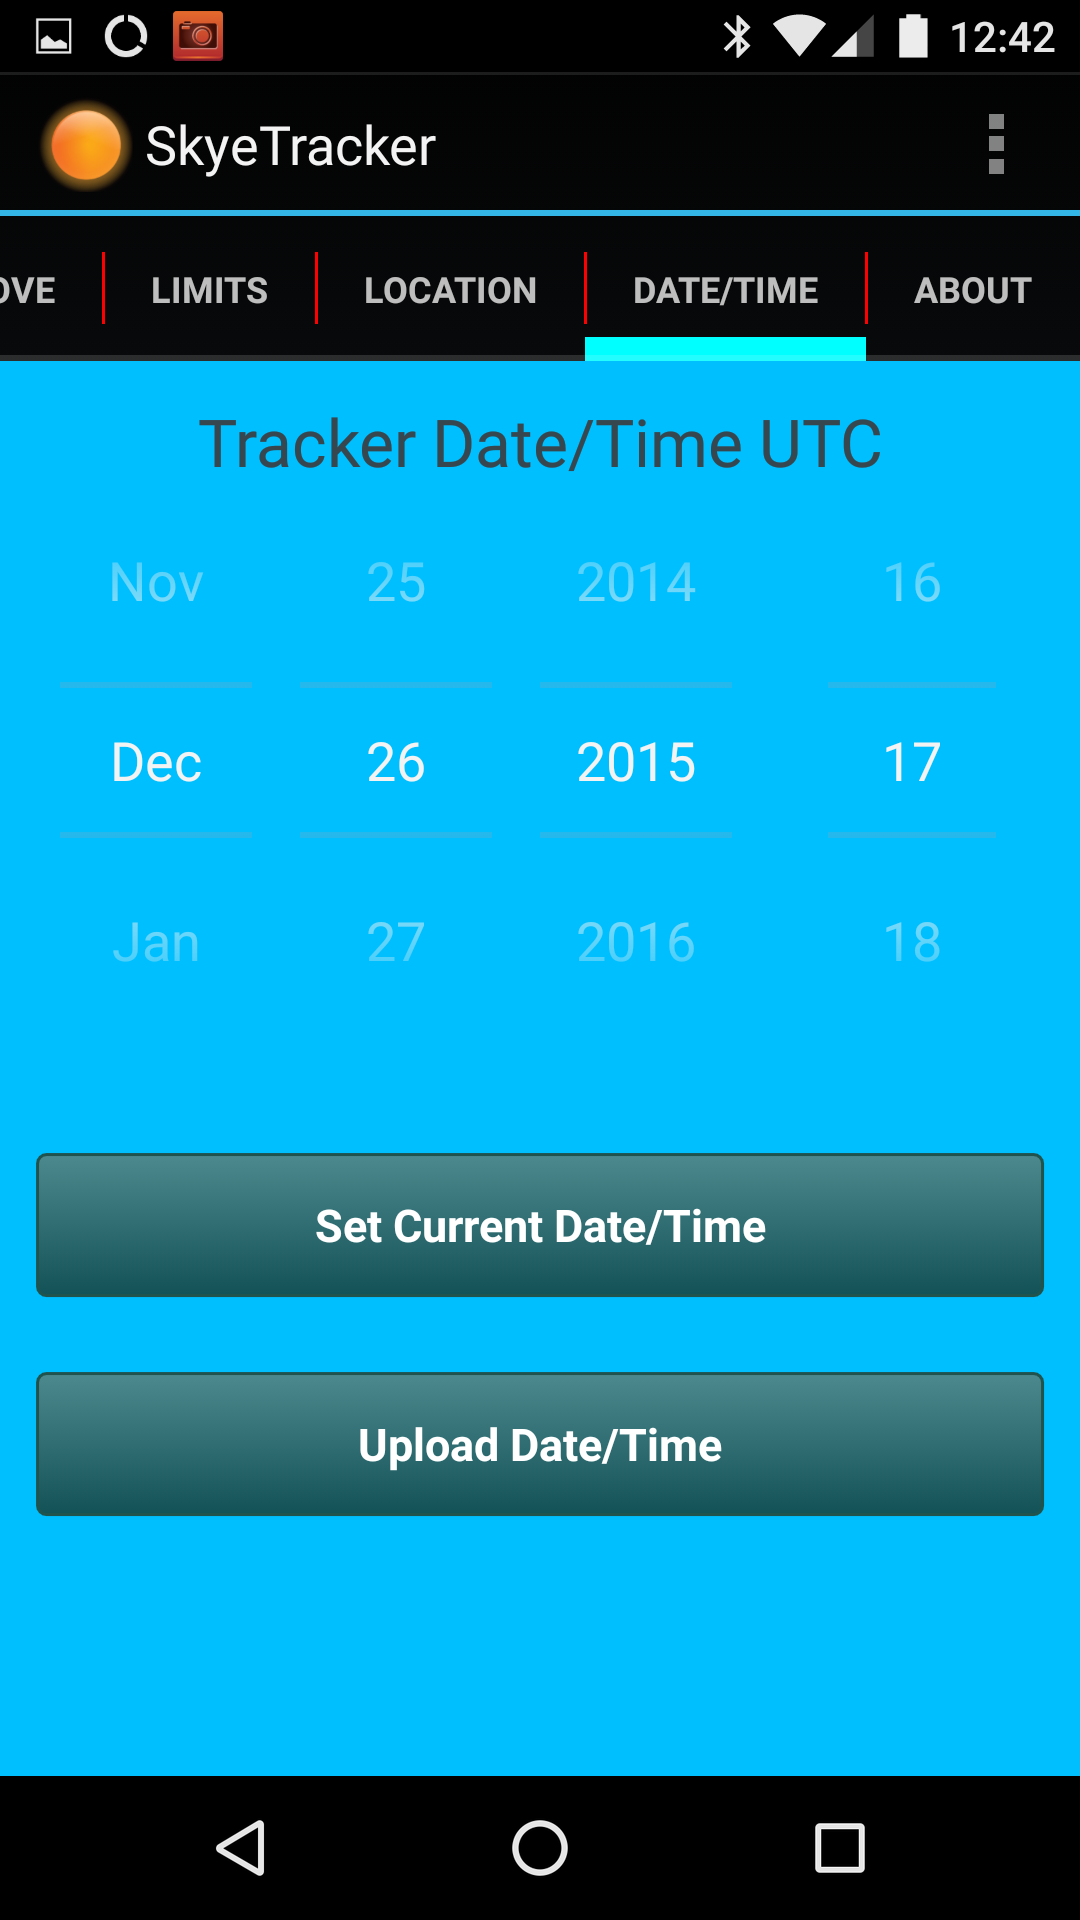 12:42
SkyeTracker
OVE LIMITS LOCATION DATE/TIME ABOUT
Tracker Date/Time UTC
Nov 25 2014 16
Dec 26 2015 17
Jan 27 2016 18
Set Current Date/Time
Upload Date/Time